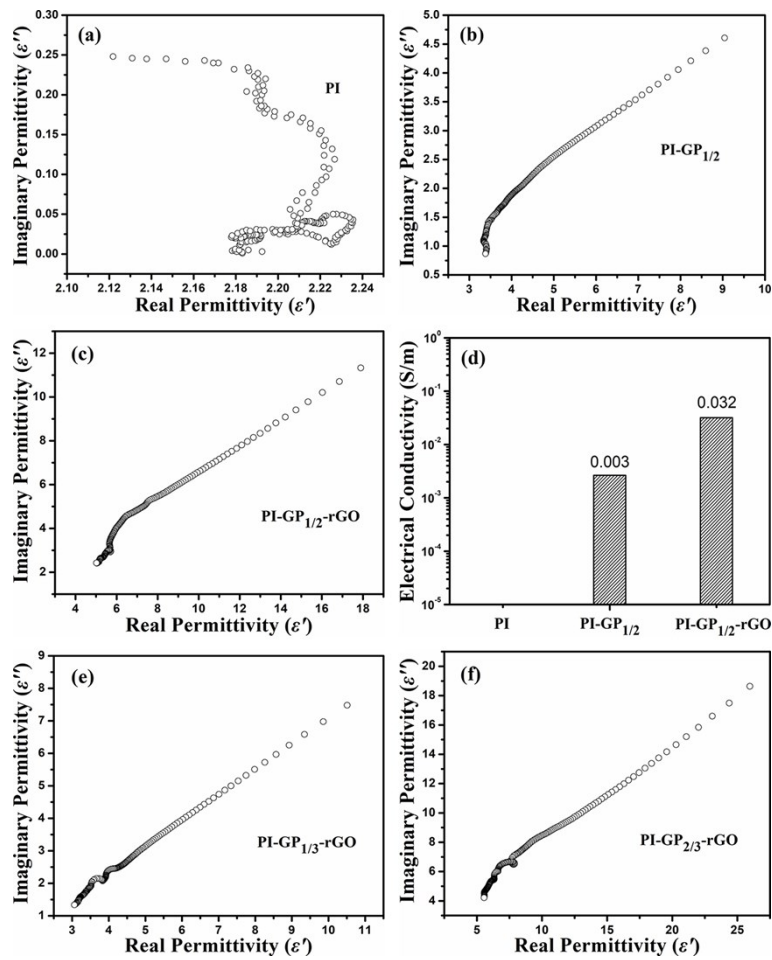 (a)
PI
0.30
0.25
0.20
0.15
0.10
0.05
0.00
2.10 2.12 2.14 2.16 2.18 2.20 2.22 2.24
Real Permittivity (ε′)
Imaginary Permittivity (ε″)
(b)
PI-GP1/2
5.0
4.5
4.0
3.5
3.0
2.5
2.0
1.5
1.0
0.5
3 4 5 6 7 8 9 10
Real Permittivity (ε′)
Imaginary Permittivity (ε″)
(c)
PI-GP1/2-rGO
12
10
8
6
4
2
4 6 8 10 12 14 16 18
Real Permittivity (ε′)
Imaginary Permittivity (ε″)
(d)
0.032
0.003
10⁰
10⁻¹
10⁻²
10⁻³
10⁻⁴
10⁻⁵
PI PI-GP1/2 PI-GP1/2-rGO
Electrical Conductivity (S/m)
(e)
PI-GP1/3-rGO
9
8
7
6
5
4
3
2
1
3 4 5 6 7 8 9 10 11
Real Permittivity (ε′)
Imaginary Permittivity (ε″)
(f)
PI-GP2/3-rGO
20
18
16
14
12
10
8
6
4
5 10 15 20 25
Real Permittivity (ε′)
Imaginary Permittivity (ε″)